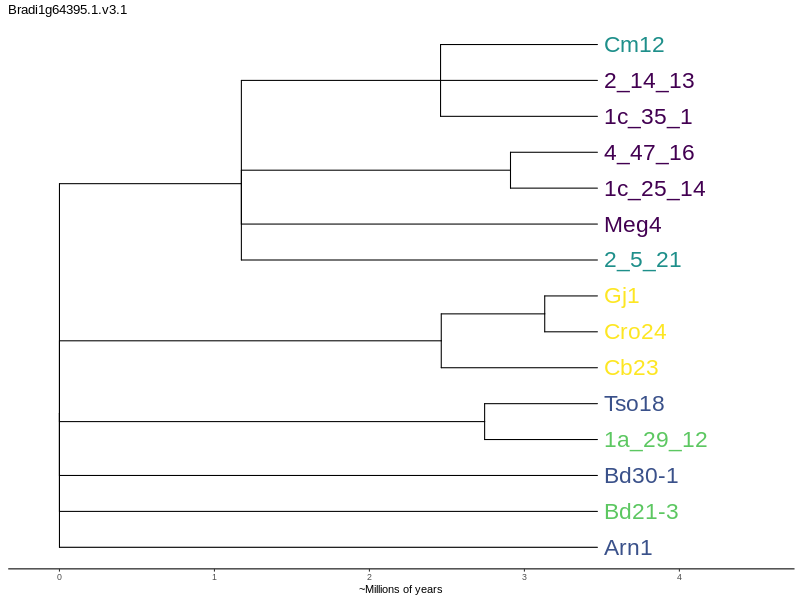 Bradi1g64395.1.v3.1
Cm12
2_14_13
1c_35_1
4_47_16
1c_25_14
Meg4
2_5_21
Gj1
Cro24
Cb23
Tso18
1a_29_12
Bd30-1
Bd21-3
Arn1
0 1 2 3 4
~Millions of years